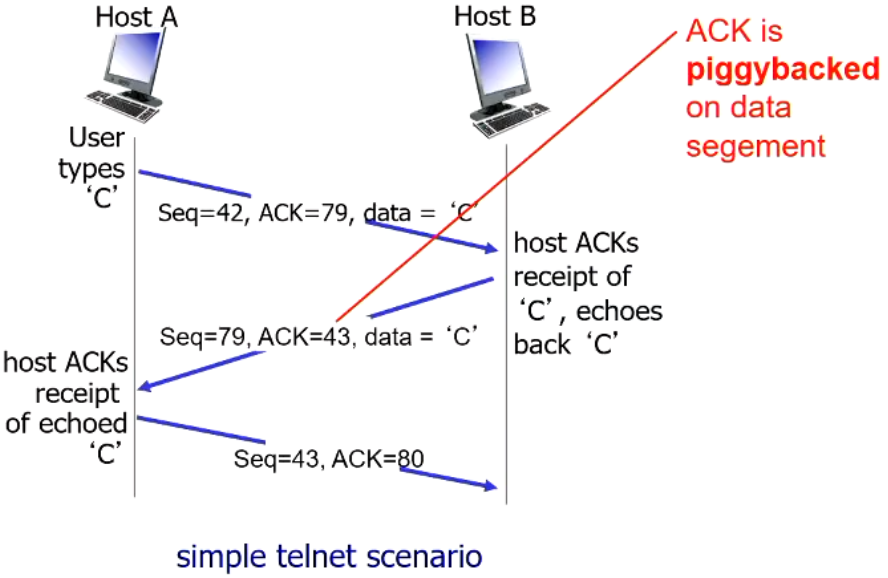 Host A
Host B
ACK is
piggybacked
on data
segement
User
types
‘C’
Seq=42, ACK=79, data = ‘C’
host ACKs
receipt of
‘C’, echoes
back ‘C’
Seq=79, ACK=43, data = ‘C’
host ACKs
receipt
of echoed
‘C’
Seq=43, ACK=80
simple telnet scenario